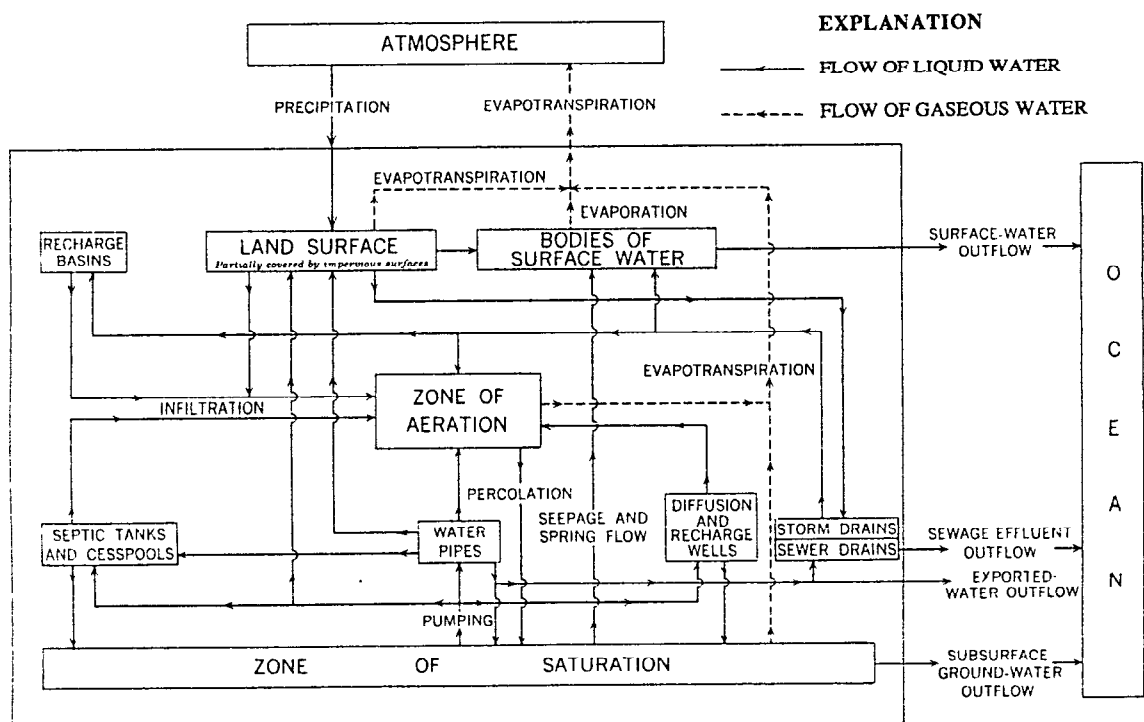 EXPLANATION
ATMOSPHERE
FLOW OF LIQUID WATER
PRECIPITATION
EVAPOTRANSPIRATION
FLOW OF GASEOUS WATER
EVAPOTRANSPIRATION
EVAPORATION
RECHARGE
BASINS
LAND SURFACE
Partially covered by impervious surfaces
BODIES OF
SURFACE WATER
SURFACE-WATER
OUTFLOW
O
C
E
A
N
EVAPOTRANSPIRATION
INFILTRATION
ZONE OF
AERATION
PERCOLATION
SEPTIC TANKS
AND CESSPOOLS
WATER
PIPES
SEEPAGE AND
SPRING FLOW
DIFFUSION
AND
RECHARGE
WELLS
STORM DRAINS
SEWER DRAINS
SEWAGE EFFLUENT
OUTFLOW
EXPORTED-
WATER OUTFLOW
PUMPING
ZONE OF SATURATION
SUBSURFACE
GROUND-WATER
OUTFLOW